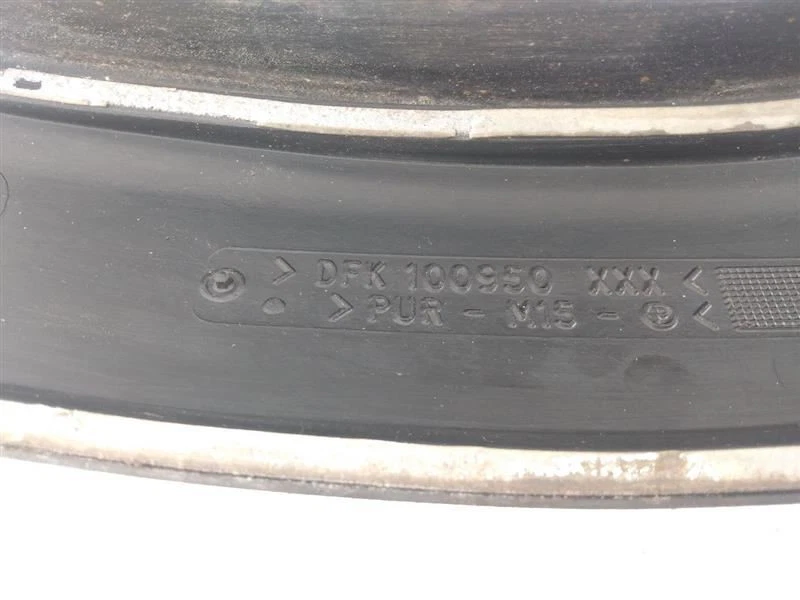 > DFK 100950 XXX <
> PUR - M15 - Ⓟ <